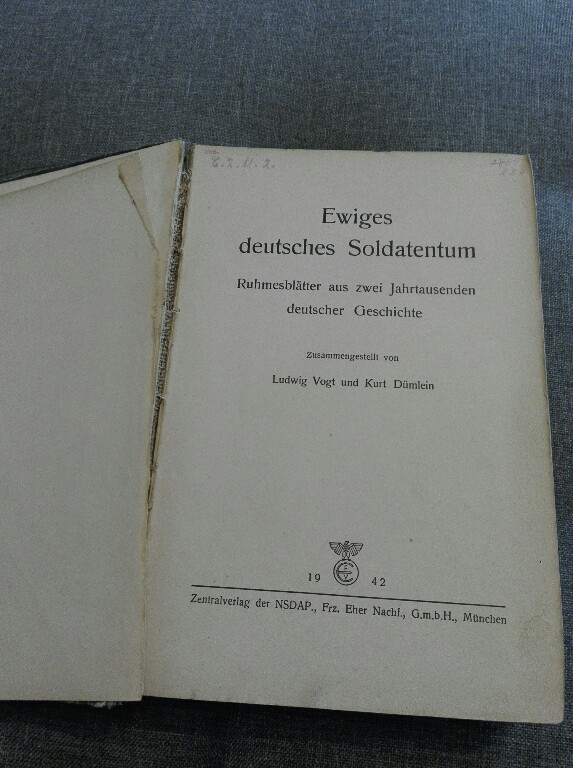 Ewiges
deutsches Soldatentum
Ruhmesblätter aus zwei Jahrtausenden
deutscher Geschichte
Zusammengestellt von
Ludwig Vogt und Kurt Dümlein
19 42
Zentralverlag der NSDAP., Frz. Eher Nachf., G.m.b.H., München